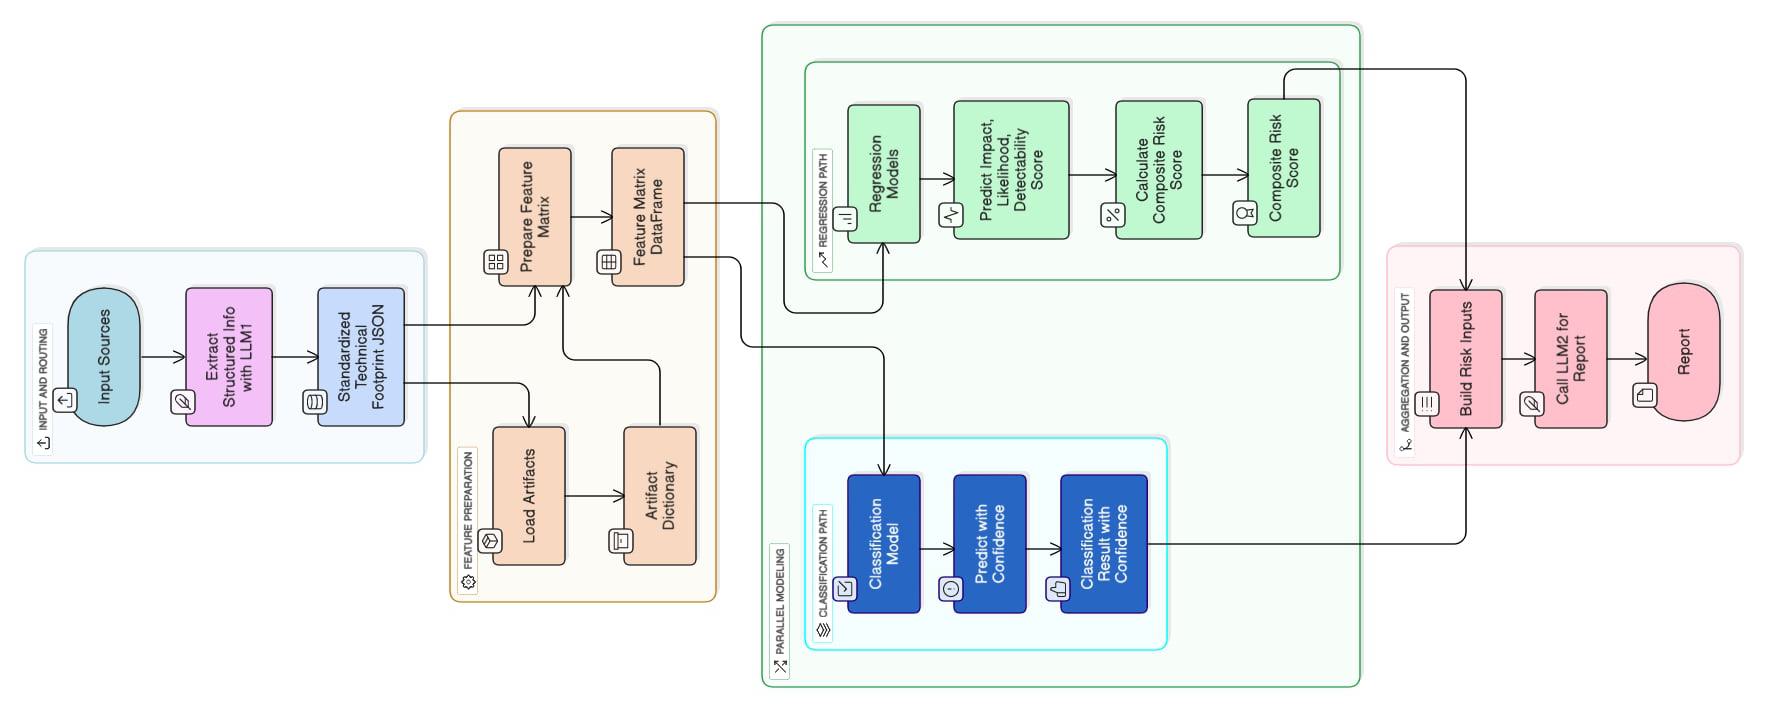 INPUT AND ROUTING
Input Sources
Extract
Structured Info
with LLM1
Standardized
Technical
Footprint JSON
FEATURE PREPARATION
Load Artifacts
Artifact
Dictionary
Prepare Feature
Matrix
Feature Matrix
DataFrame
PARALLEL MODELING
CLASSIFICATION PATH
Classification
Model
Predict with
Confidence
Classification
Result with
Confidence
REGRESSION PATH
Regression
Models
Predict Impact,
Likelihood,
Detectability
Score
Calculate
Composite Risk
Score
Composite Risk
Score
AGGREGATION AND OUTPUT
Build Risk Inputs
Call LLM2 for
Report
Report